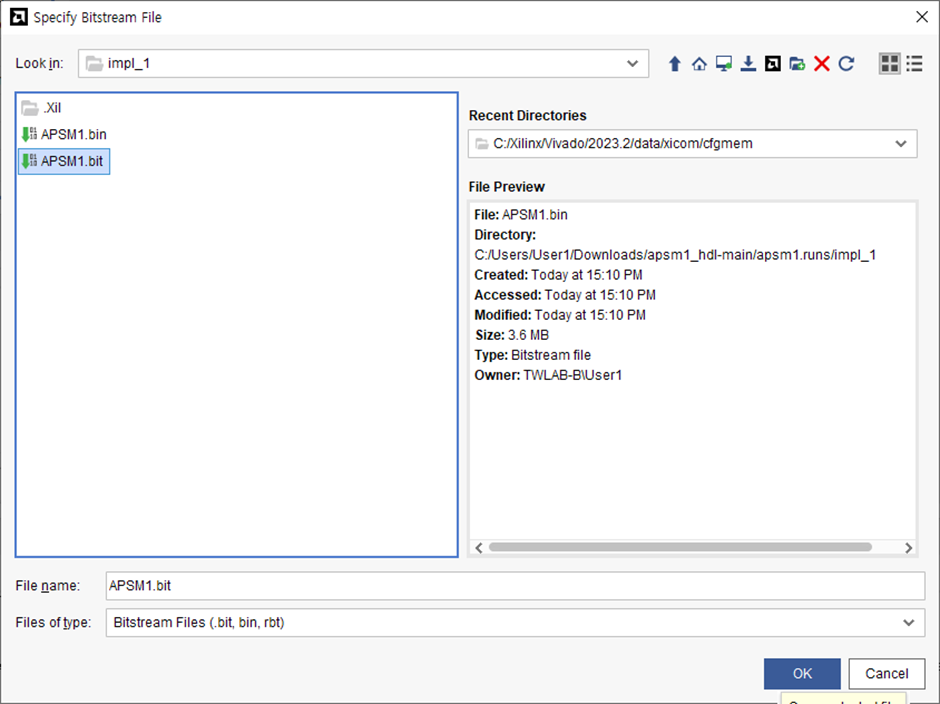 Specify Bitstream File
Look in: impl_1
.Xil
APSM1.bin
APSM1.bit
Recent Directories
C:/Xilinx/Vivado/2023.2/data/xicom/cfgmem
File Preview
File: APSM1.bin
Directory:
C:/Users/User1/Downloads/apsm1_hdl-main/apsm1.runs/impl_1
Created: Today at 15:10 PM
Accessed: Today at 15:10 PM
Modified: Today at 15:10 PM
Size: 3.6 MB
Type: Bitstream file
Owner: TWLAB-B\User1
File name: APSM1.bit
Files of type: Bitstream Files (.bit, bin, rbt)
OK Cancel